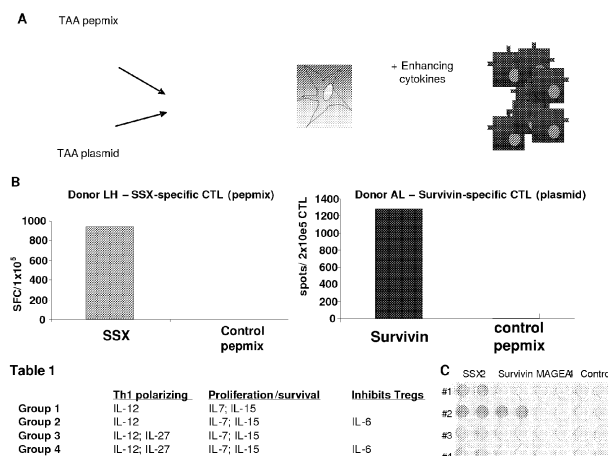 A
TAA pepmix
+ Enhancing
cytokines
TAA plasmid
B
Donor LH – SSX-specific CTL (pepmix)
SFC/1x10⁵
1000
800
600
400
200
0
SSX
Control
pepmix
Donor AL – Survivin-specific CTL (plasmid)
spots/ 2x10e5 CTL
1400
1200
1000
800
600
400
200
0
Survivin
control
pepmix
Table 1
Th1 polarizing Proliferation/survival Inhibits Tregs
Group 1 IL-12 IL7; IL-15
Group 2 IL-12 IL-7; IL-15 IL-6
Group 3 IL-12; IL-27 IL-7; IL-15
Group 4 IL-12; IL-27 IL-7; IL-15 IL-6
C
SSX2 Survivin MAGEA1 Contro
#1
#2
#3
#4